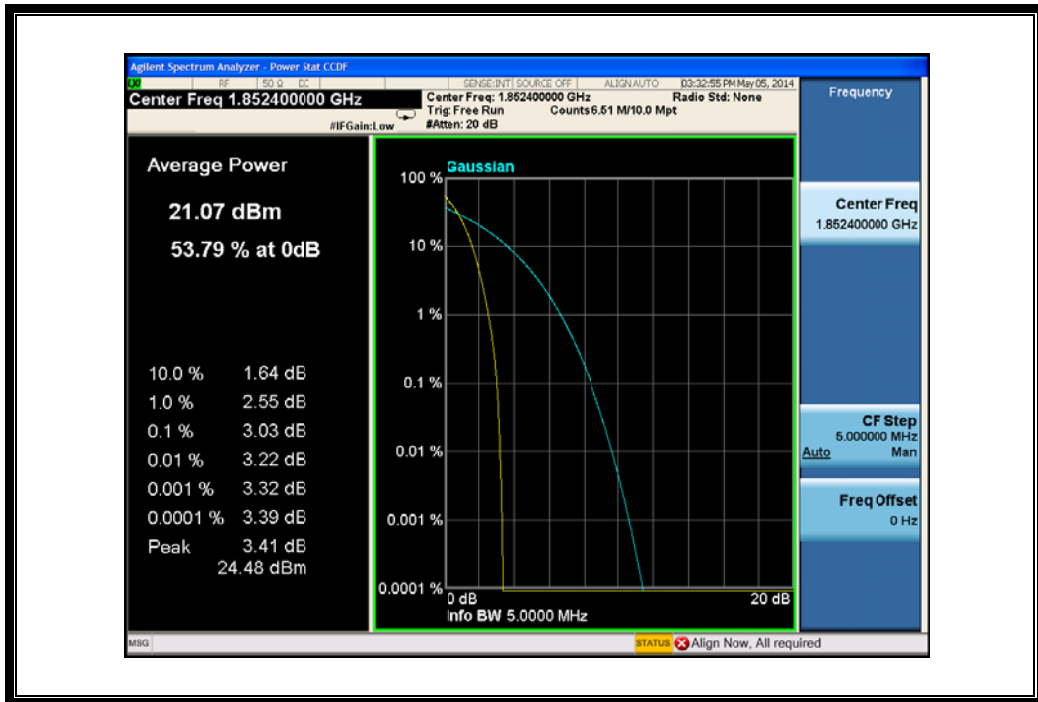 Agilent Spectrum Analyzer - Power Stat CCDF
RF 50 Ω DC SENSE:INT SOURCE OFF ALIGN AUTO 03:32:55 PM May 05, 2014
Center Freq 1.852400000 GHz
Center Freq: 1.852400000 GHz Radio Std: None
Trig: Free Run Counts:6.51 M/10.0 Mpt
#IFGain:Low #Atten: 20 dB
Frequency
Average Power
21.07 dBm
53.79 % at 0dB
10.0 % 1.64 dB
1.0 % 2.55 dB
0.1 % 3.03 dB
0.01 % 3.22 dB
0.001 % 3.32 dB
0.0001 % 3.39 dB
Peak 3.41 dB
24.48 dBm
Gaussian
100 %
10 %
1 %
0.1 %
0.01 %
0.001 %
0.0001 %
0 dB 20 dB
Info BW 5.0000 MHz
Center Freq
1.852400000 GHz
CF Step
5.000000 MHz
Auto Man
Freq Offset
0 Hz
MSG STATUS Align Now, All required